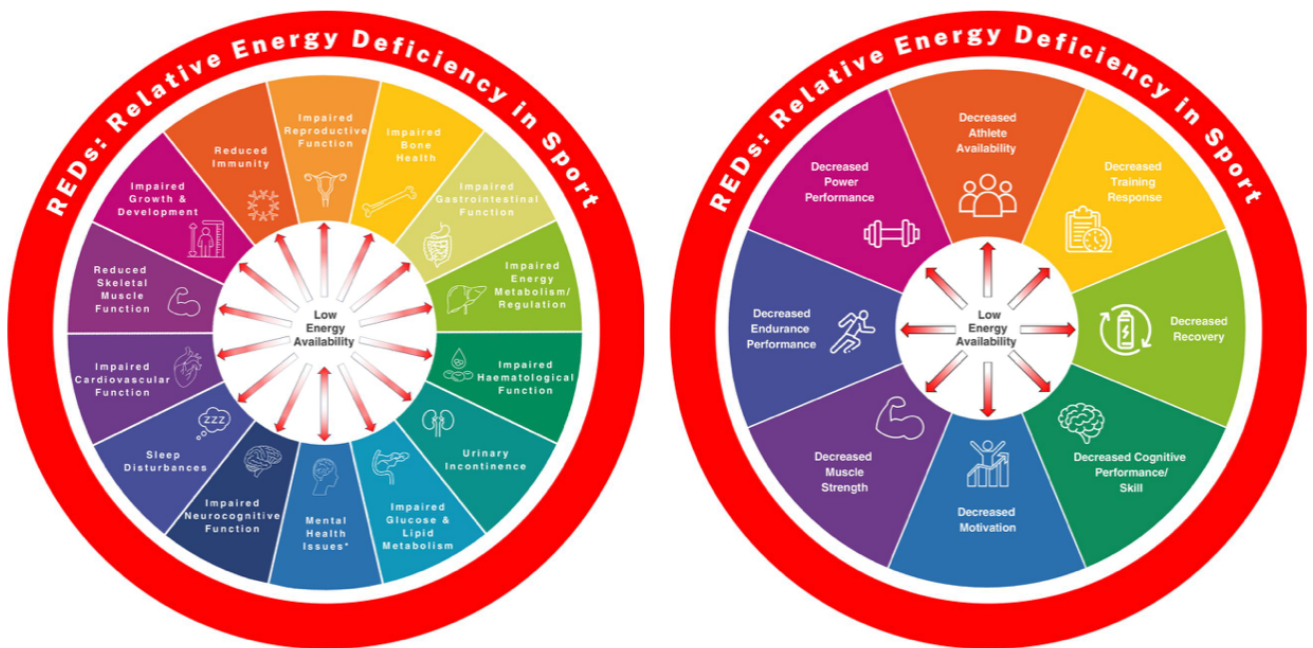 REDs: Relative Energy Deficiency in Sport
Impaired
Reproductive
Function
Impaired
Bone
Health
Impaired
Gastrointestinal
Function
Impaired
Energy
Metabolism/
Regulation
Impaired
Haematological
Function
Urinary
Incontinence
Impaired
Glucose &
Lipid
Metabolism
Mental
Health
Issues*
Impaired
Neurocognitive
Function
zzz
Sleep
Disturbances
Impaired
Cardiovascular
Function
Reduced
Skeletal
Muscle
Function
Impaired
Growth &
Development
Reduced
Immunity
Low
Energy
Availability
REDs: Relative Energy Deficiency in Sport
Decreased
Athlete
Availability
Decreased
Training
Response
Decreased
Recovery
Decreased Cognitive
Performance/
Skill
Decreased
Motivation
Decreased
Muscle
Strength
Decreased
Endurance
Performance
Decreased
Power
Performance
Low
Energy
Availability